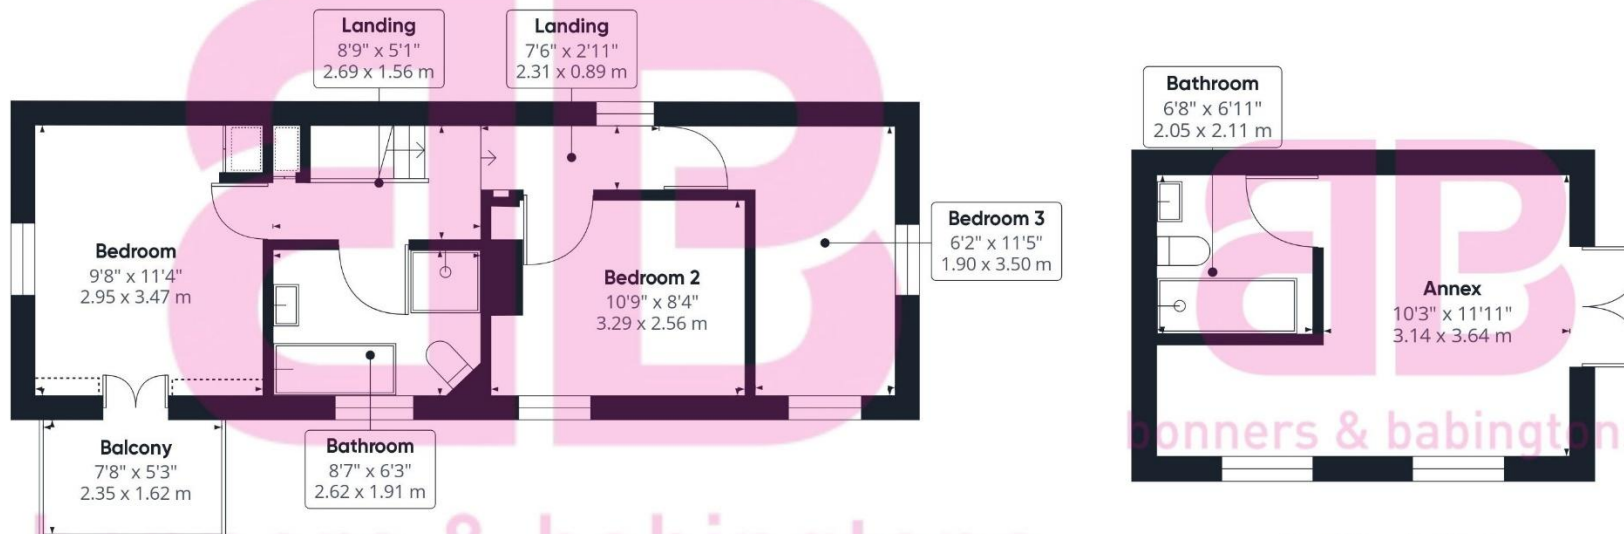 Landing
8'9" x 5'1"
2.69 x 1.56 m
Landing
7'6" x 2'11"
2.31 x 0.89 m
Bedroom
9'8" x 11'4"
2.95 x 3.47 m
Bedroom 2
10'9" x 8'4"
3.29 x 2.56 m
Bedroom 3
6'2" x 11'5"
1.90 x 3.50 m
Balcony
7'8" x 5'3"
2.35 x 1.62 m
Bathroom
8'7" x 6'3"
2.62 x 1.91 m
Bathroom
6'8" x 6'11"
2.05 x 2.11 m
Annex
10'3" x 11'11"
3.14 x 3.64 m
aB
aB
bonners & babington